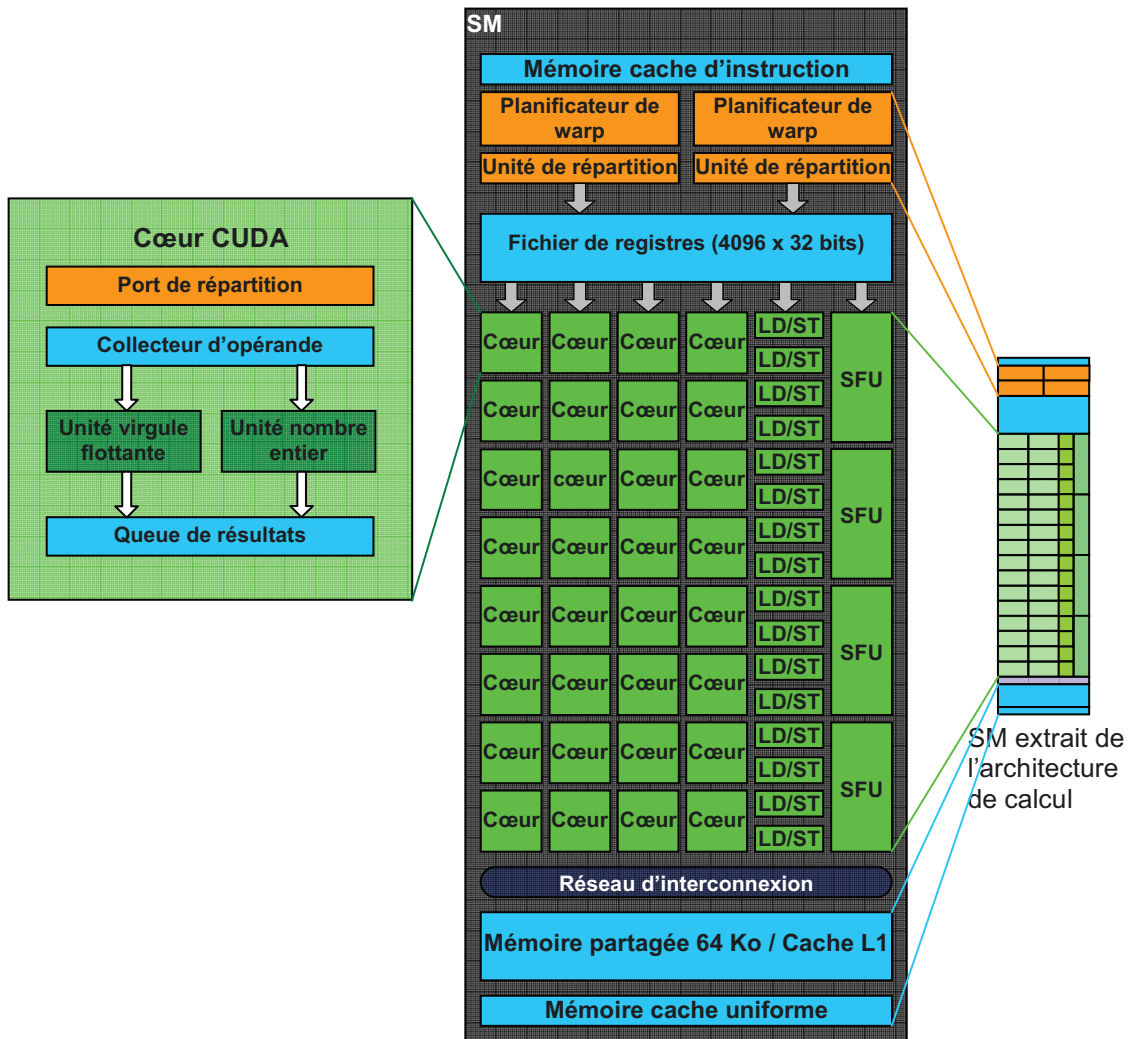 SM
Mémoire cache d'instruction
Planificateur de
warp
Planificateur de
warp
Unité de répartition
Unité de répartition
Fichier de registres (4096 x 32 bits)
Cœur CUDA
Port de répartition
Collecteur d'opérande
Unité virgule
flottante
Unité nombre
entier
Queue de résultats
Cœur Cœur Cœur Cœur
LD/ST
LD/ST
Cœur Cœur Cœur Cœur
LD/ST
LD/ST
SFU
Cœur cœur Cœur Cœur
LD/ST
LD/ST
Cœur Cœur Cœur Cœur
LD/ST
LD/ST
SFU
Cœur Cœur Cœur Cœur
LD/ST
LD/ST
Cœur Cœur Cœur Cœur
LD/ST
LD/ST
SFU
Cœur Cœur Cœur Cœur
LD/ST
LD/ST
Cœur Cœur Cœur Cœur
LD/ST
LD/ST
SFU
Réseau d'interconnexion
Mémoire partagée 64 Ko / Cache L1
Mémoire cache uniforme
SM extrait de
l'architecture
de calcul